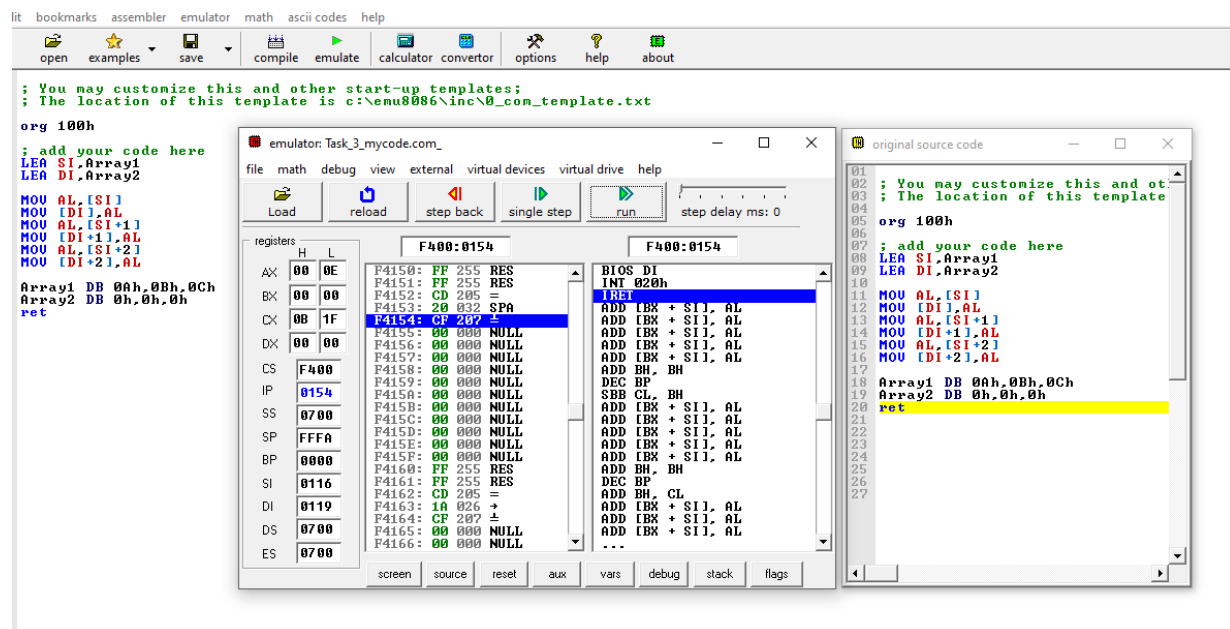 lit bookmarks assembler emulator math ascii codes help
open examples save compile emulate calculator convertor options help about
; You may customize this and other start-up templates;
; The location of this template is c:\emu8086\inc\0_com_template.txt
org 100h
; add your code here
LEA SI,Array1
LEA DI,Array2
MOV AL,[SI]
MOV [DI],AL
MOV AL,[SI+1]
MOV [DI+1],AL
MOV AL,[SI+2]
MOV [DI+2],AL
Array1 DB 0Ah,0Bh,0Ch
Array2 DB 0h,0h,0h
ret
emulator: Task_3_mycode.com_
file math debug view external virtual devices virtual drive help
Load reload step back single step run step delay ms: 0
registers
H L
AX 00 0E
BX 00 00
CX 0B 1F
DX 00 00
CS F400
IP 0154
SS 0700
SP FFFA
BP 0000
SI 0116
DI 0119
DS 0700
ES 0700
F400:0154
F4150: FF 255 RES
F4151: FF 255 RES
F4152: CD 205 =
F4153: 20 032 SPA
F4154: CF 207 ╧
F4155: 00 000 NULL
F4156: 00 000 NULL
F4157: 00 000 NULL
F4158: 00 000 NULL
F4159: 00 000 NULL
F415A: 00 000 NULL
F415B: 00 000 NULL
F415C: 00 000 NULL
F415D: 00 000 NULL
F415E: 00 000 NULL
F415F: 00 000 NULL
F4160: FF 255 RES
F4161: FF 255 RES
F4162: CD 205 =
F4163: 1A 026 →
F4164: CF 207 ╧
F4165: 00 000 NULL
F4166: 00 000 NULL
F400:0154
BIOS DI
INT 020h
IRET
ADD [BX + SI], AL
ADD [BX + SI], AL
ADD [BX + SI], AL
ADD [BX + SI], AL
ADD [BX + SI], AL
ADD BH, BH
DEC BP
SBB CL, BH
ADD [BX + SI], AL
ADD [BX + SI], AL
ADD [BX + SI], AL
ADD [BX + SI], AL
ADD [BX + SI], AL
ADD BH, BH
DEC BP
ADD BH, CL
ADD [BX + SI], AL
ADD [BX + SI], AL
ADD [BX + SI], AL
...
screen source reset aux vars debug stack flags
original source code
01
02 ; You may customize this and ot
03 ; The location of this template
04
05 org 100h
06
07 ; add your code here
08 LEA SI,Array1
09 LEA DI,Array2
10
11 MOV AL,[SI]
12 MOV [DI],AL
13 MOV AL,[SI+1]
14 MOV [DI+1],AL
15 MOV AL,[SI+2]
16 MOV [DI+2],AL
17
18 Array1 DB 0Ah,0Bh,0Ch
19 Array2 DB 0h,0h,0h
20 ret
21
22
23
24
25
26
27